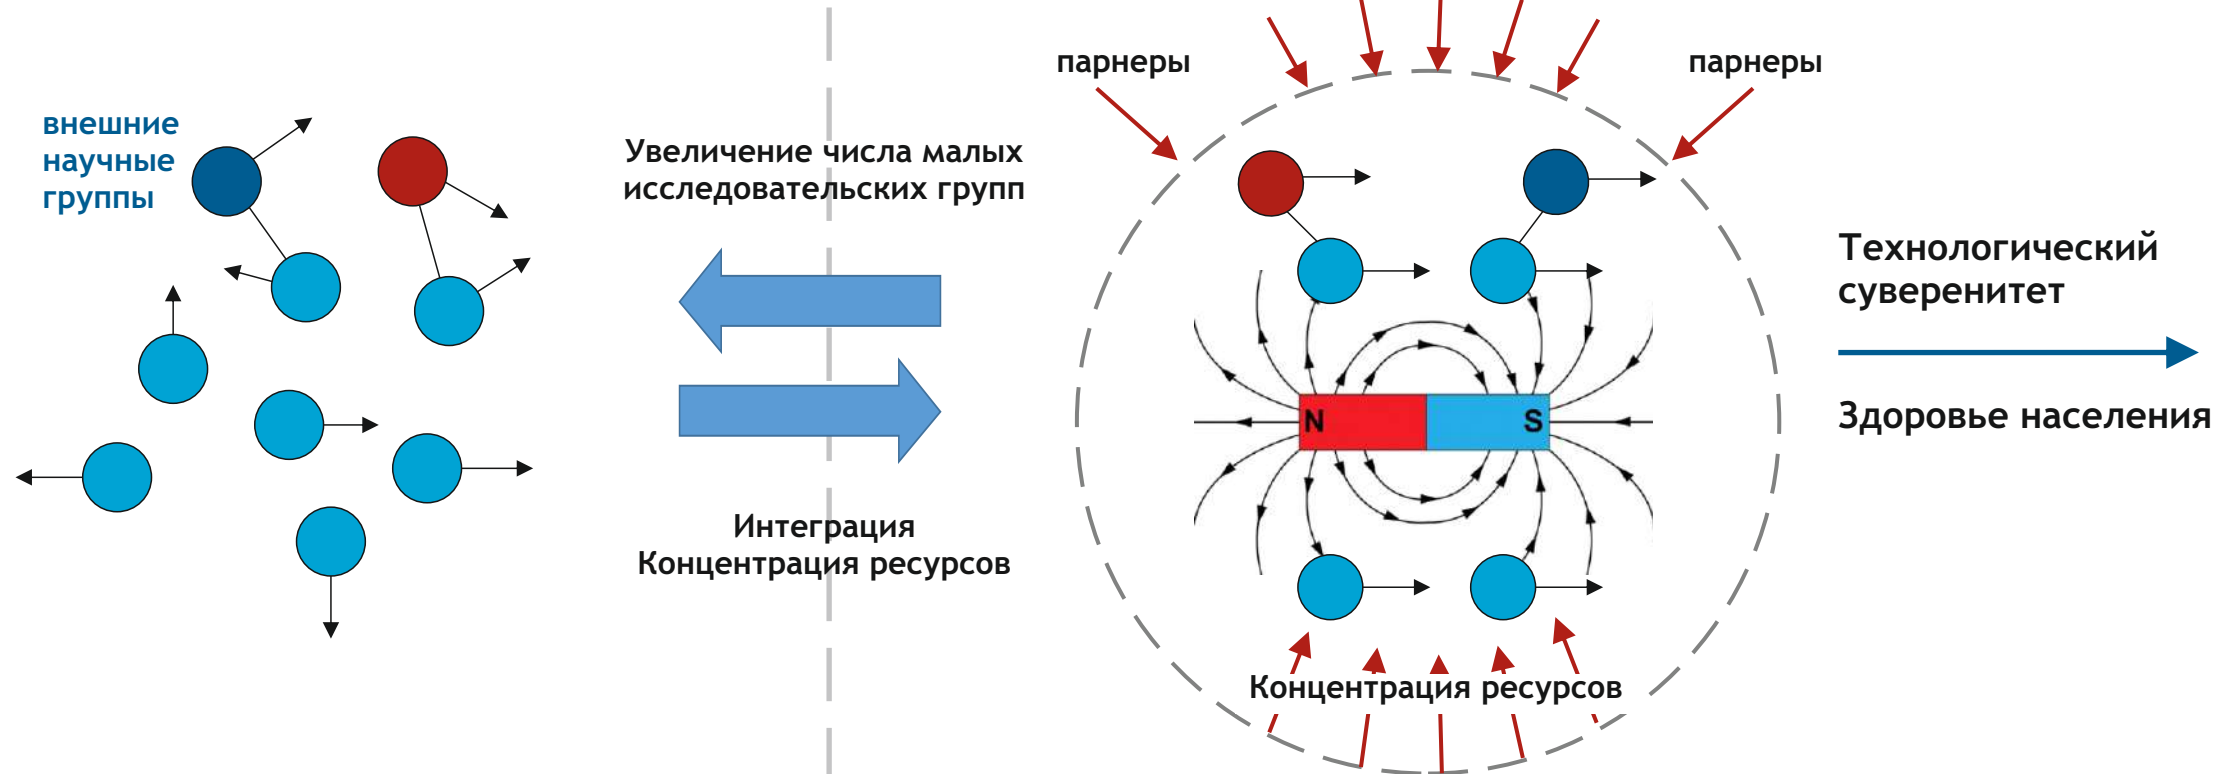 внешние
научные
группы
Увеличение числа малых
исследовательских групп
Интеграция
Концентрация ресурсов
парнеры
парнеры
N
S
Концентрация ресурсов
Технологический
суверенитет
Здоровье населения